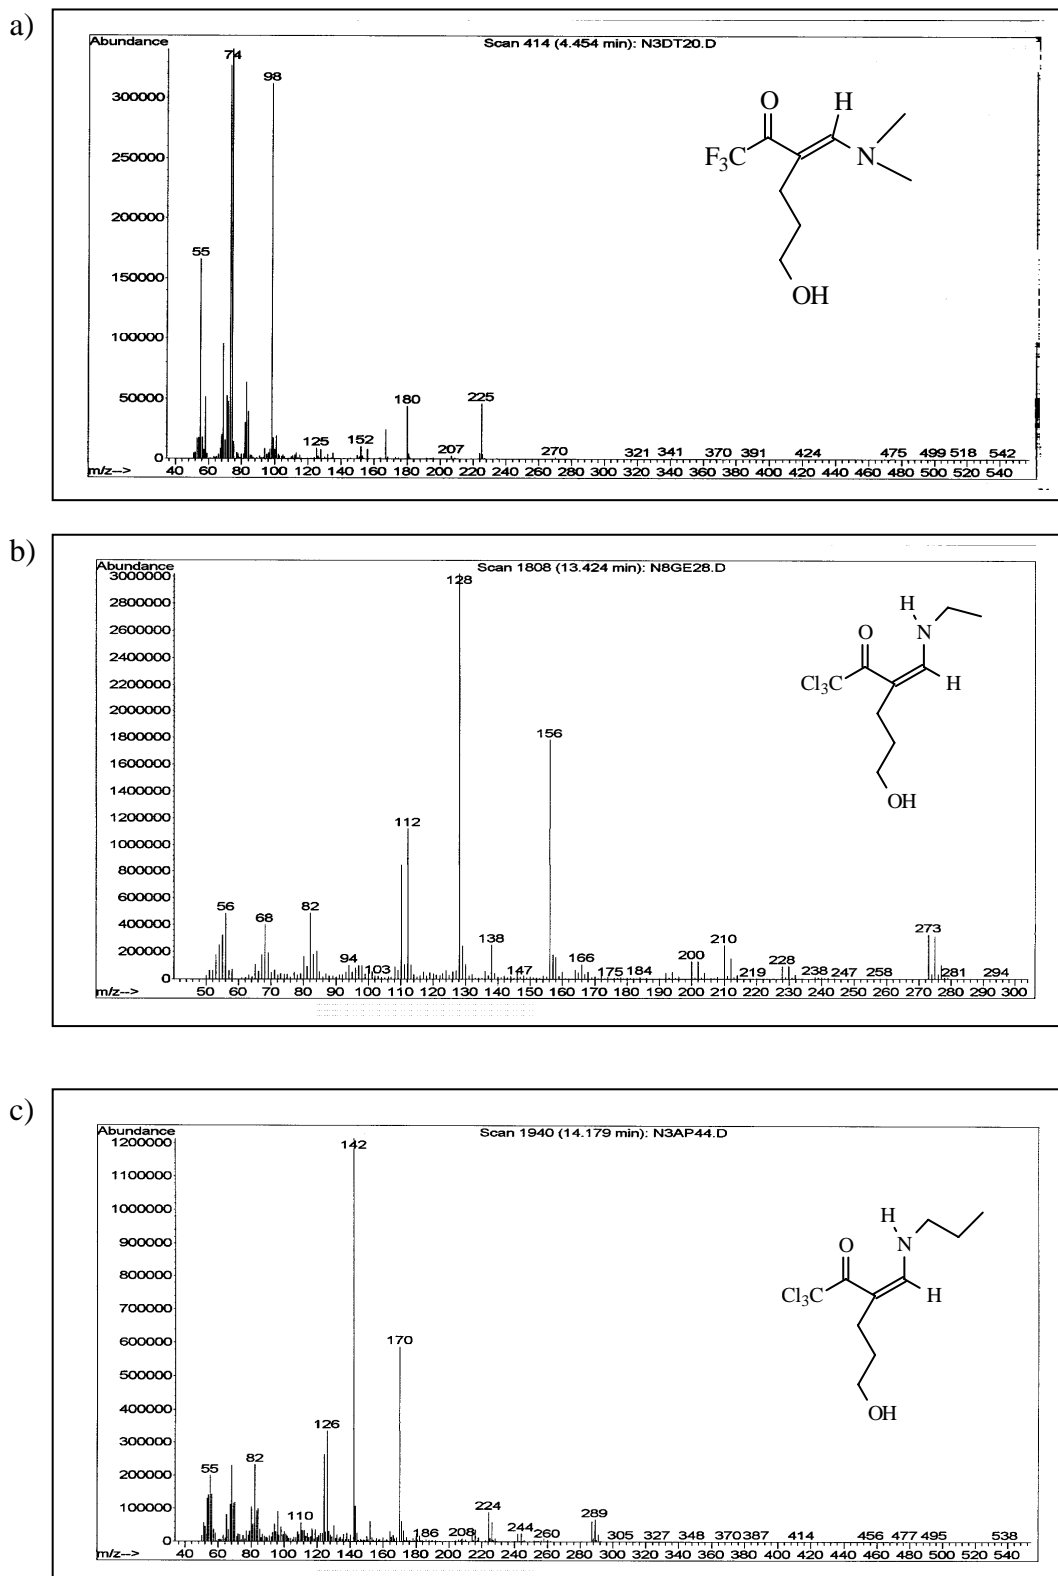 a)
Abundance
Scan 414 (4.454 min): N3DT20.D
74
98
300000
250000
200000
55
150000
100000
50000
180
225
125
152
207
270
321 341 370 391 424 475 499 518 542
0
m/z-->
40 60 80 100 120 140 160 180 200 220 240 260 280 300 320 340 360 380 400 420 440 460 480 500 520 540
O
H
F3C
N
OH
b)
Abundance
Scan 1808 (13.424 min): N8GE28.D
3000000
128
2800000
2600000
2400000
2200000
2000000
1800000
156
1600000
1400000
1200000
112
1000000
800000
600000
56
82
400000
68
273
200000
138
210
94
103
147
166
175 184
200
219
228
238 247 258
281 294
0
m/z-->
50 60 70 80 90 100 110 120 130 140 150 160 170 180 190 200 210 220 230 240 250 260 270 280 290 300
H
N
O
Cl3C
H
OH
c)
Abundance
Scan 1940 (14.179 min): N3AP44.D
1200000
142
1100000
1000000
900000
800000
700000
600000
170
500000
400000
300000
126
200000
55
82
100000
110
186
208
224
244
260
289
305 327 348 370 387 414 456 477 495 538
0
m/z-->
40 60 80 100 120 140 160 180 200 220 240 260 280 300 320 340 360 380 400 420 440 460 480 500 520 540
H
N
O
Cl3C
H
OH